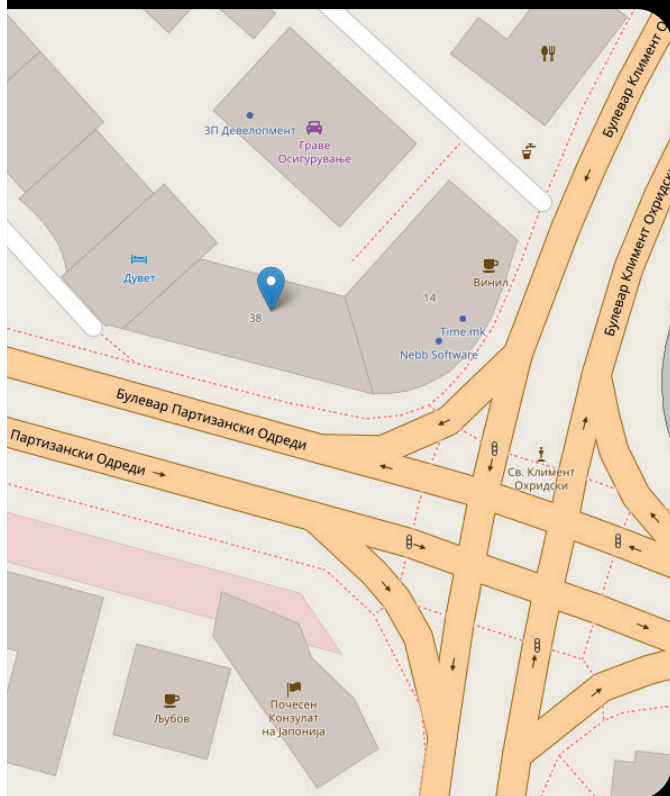 Булевар Климент О
ЗП Девелопмент
Граве
Осигурување
Булевар Климент Охридски
Дувет
Винил
14
38
Time.mk
Nebb Software
Булевар Партизански Одреди
Партизански Одреди
Св. Климент
Охридски
Љубов
Почесен
Конзулат
на Јапонија